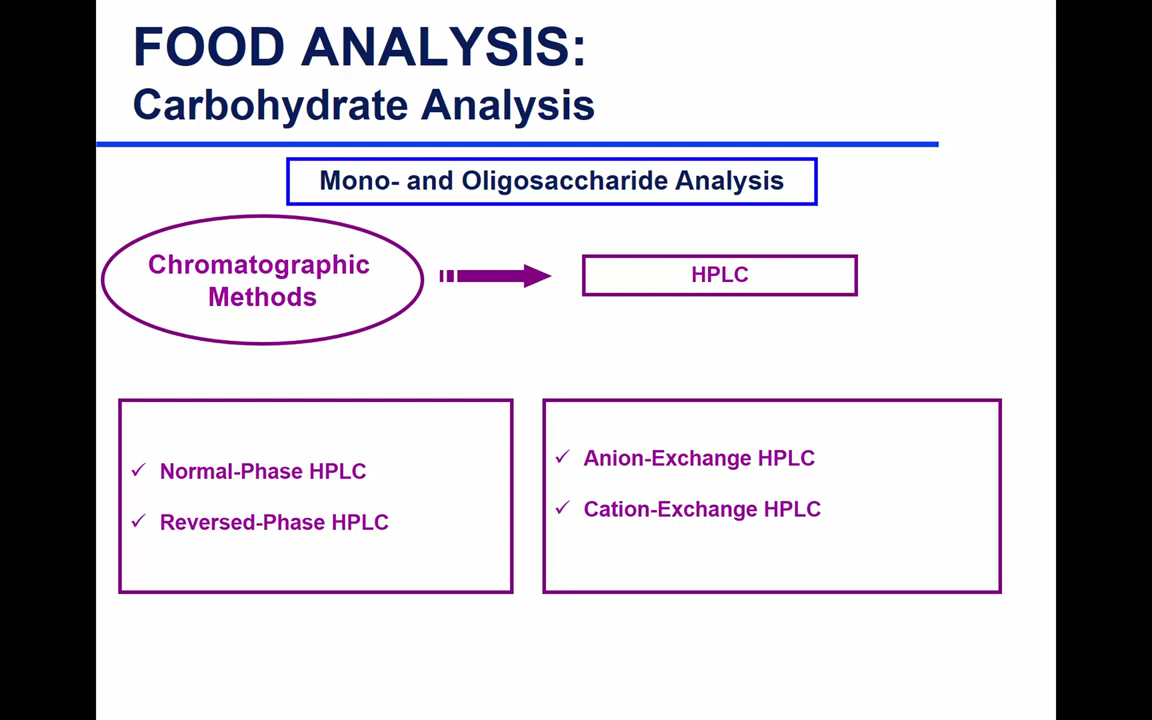 FOOD ANALYSIS:
Carbohydrate Analysis
Mono- and Oligosaccharide Analysis
Chromatographic
Methods
HPLC
✓ Normal-Phase HPLC
✓ Reversed-Phase HPLC
✓ Anion-Exchange HPLC
✓ Cation-Exchange HPLC